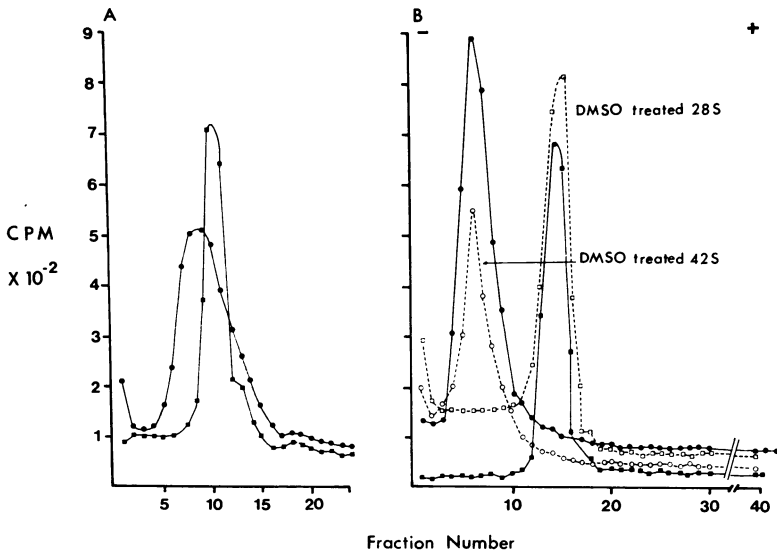 A
B
− +
9
8
7
6
5
4
3
2
1
CPM
X 10-2
DMSO treated 28S
DMSO treated 42S
5 10 15 20
10 20 30 40
Fraction Number